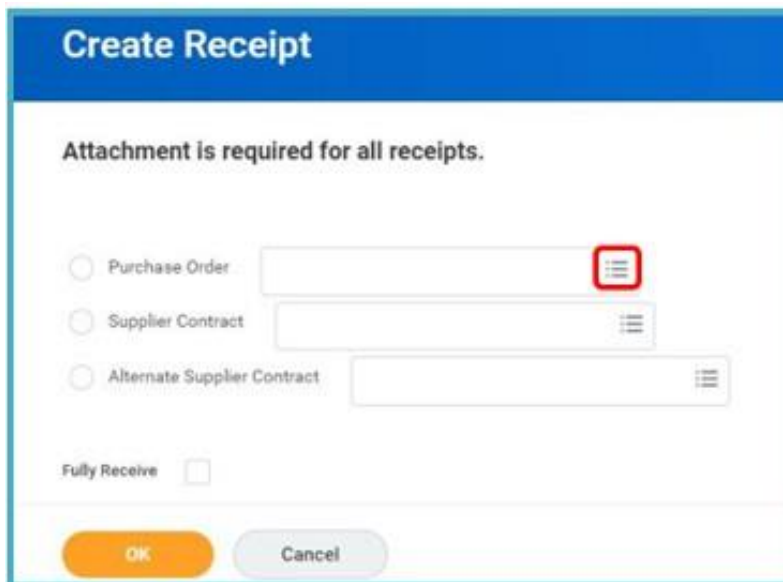 Create Receipt
Attachment is required for all receipts.
Purchase Order
Supplier Contract
Alternate Supplier Contract
Fully Receive
OK Cancel